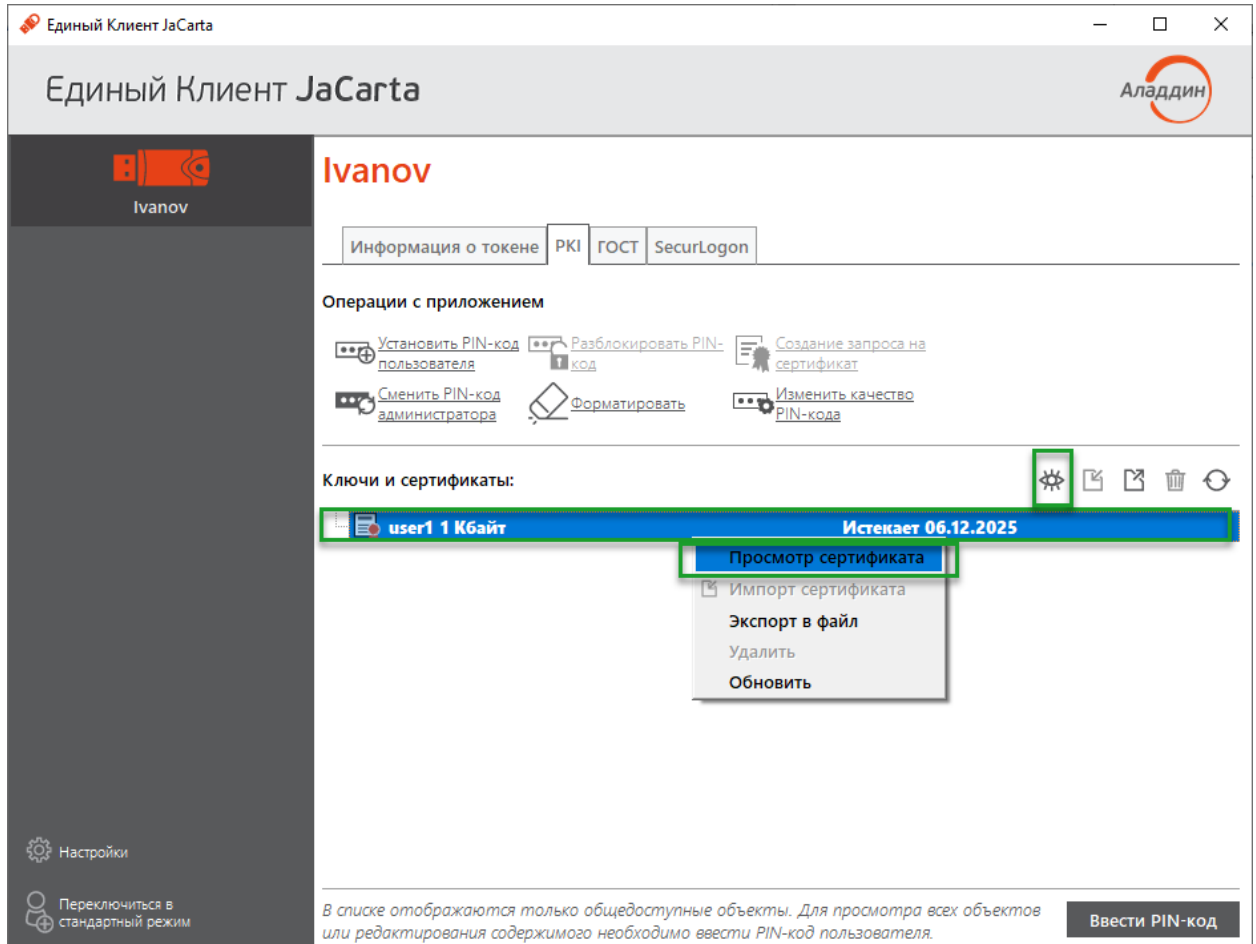 Единый Клиент JaCarta
Единый Клиент JaCarta
Аладдин
Ivanov
Ivanov
Информация о токене
PKI
ГОСТ
SecurLogon
Операции с приложением
Установить PIN-код
пользователя
Разблокировать PIN-
код
Создание запроса на
сертификат
Сменить PIN-код
администратора
Форматировать
Изменить качество
PIN-кода
Ключи и сертификаты:
user1 1 Кбайт
Истекает 06.12.2025
Просмотр сертификата
Импорт сертификата
Экспорт в файл
Удалить
Обновить
Настройки
Переключиться в
стандартный режим
В списке отображаются только общедоступные объекты. Для просмотра всех объектов
или редактирования содержимого необходимо ввести PIN-код пользователя.
Ввести PIN-код